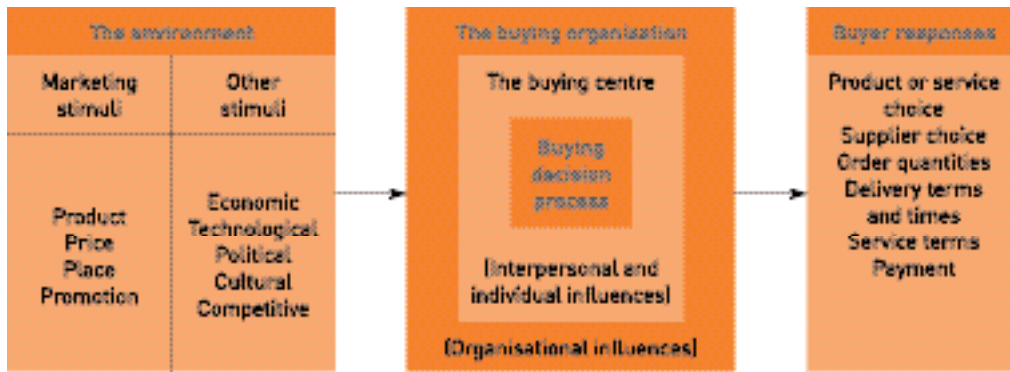 The environment
Marketing
stimuli
Other
stimuli
Product
Price
Place
Promotion
Economic
Technological
Political
Cultural
Competitive
The buying organisation
The buying centre
Buying
decision
process
(Interpersonal and
individual influences)
(Organisational influences)
Buyer responses
Product or service
choice
Supplier choice
Order quantities
Delivery terms
and times
Service terms
Payment